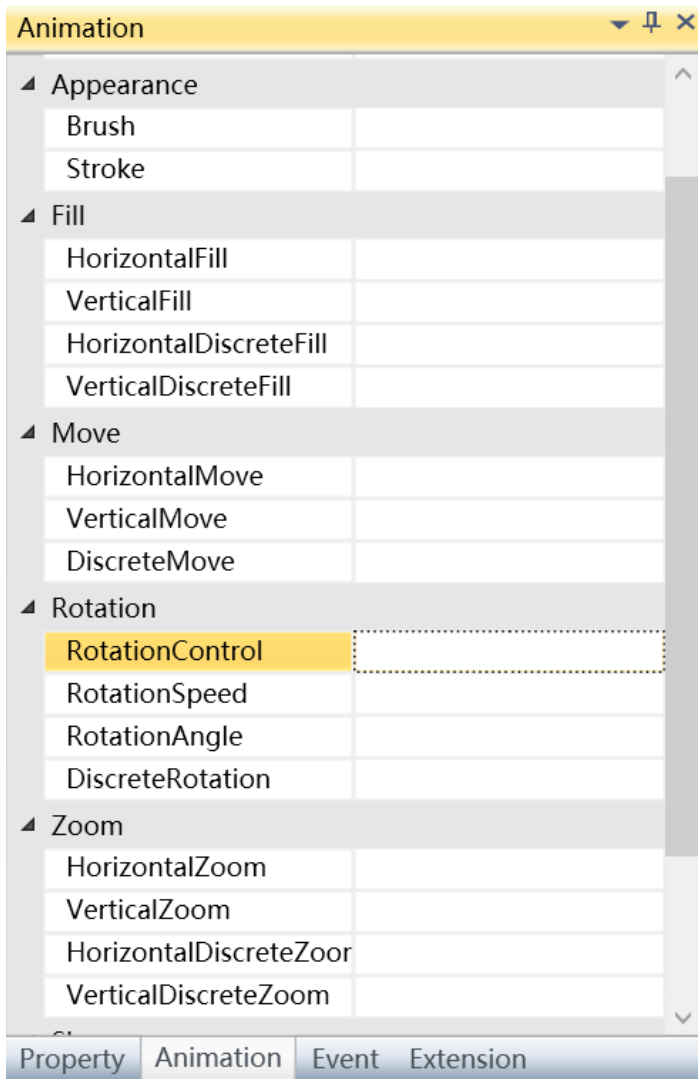 Animation
Appearance
Brush
Stroke
Fill
HorizontalFill
VerticalFill
HorizontalDiscreteFill
VerticalDiscreteFill
Move
HorizontalMove
VerticalMove
DiscreteMove
Rotation
RotationControl
RotationSpeed
RotationAngle
DiscreteRotation
Zoom
HorizontalZoom
VerticalZoom
HorizontalDiscreteZoor
VerticalDiscreteZoom
Property Animation Event Extension